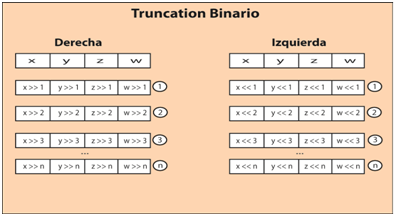 Truncation Binario
Derecha
x y z w
x >> 1 y >> 1 z >> 1 w >> 1 1
x >> 2 y >> 2 z >> 2 w >> 2 2
x >> 3 y >> 3 z >> 3 w >> 3 3
...
x >> n y >> n z >> n w >> n n
Izquierda
x y z w
x << 1 y << 1 z << 1 w << 1 1
x << 2 y << 2 z << 2 w << 2 2
x << 3 y << 3 z << 3 w << 3 3
...
x << n y << n z << n w << n n